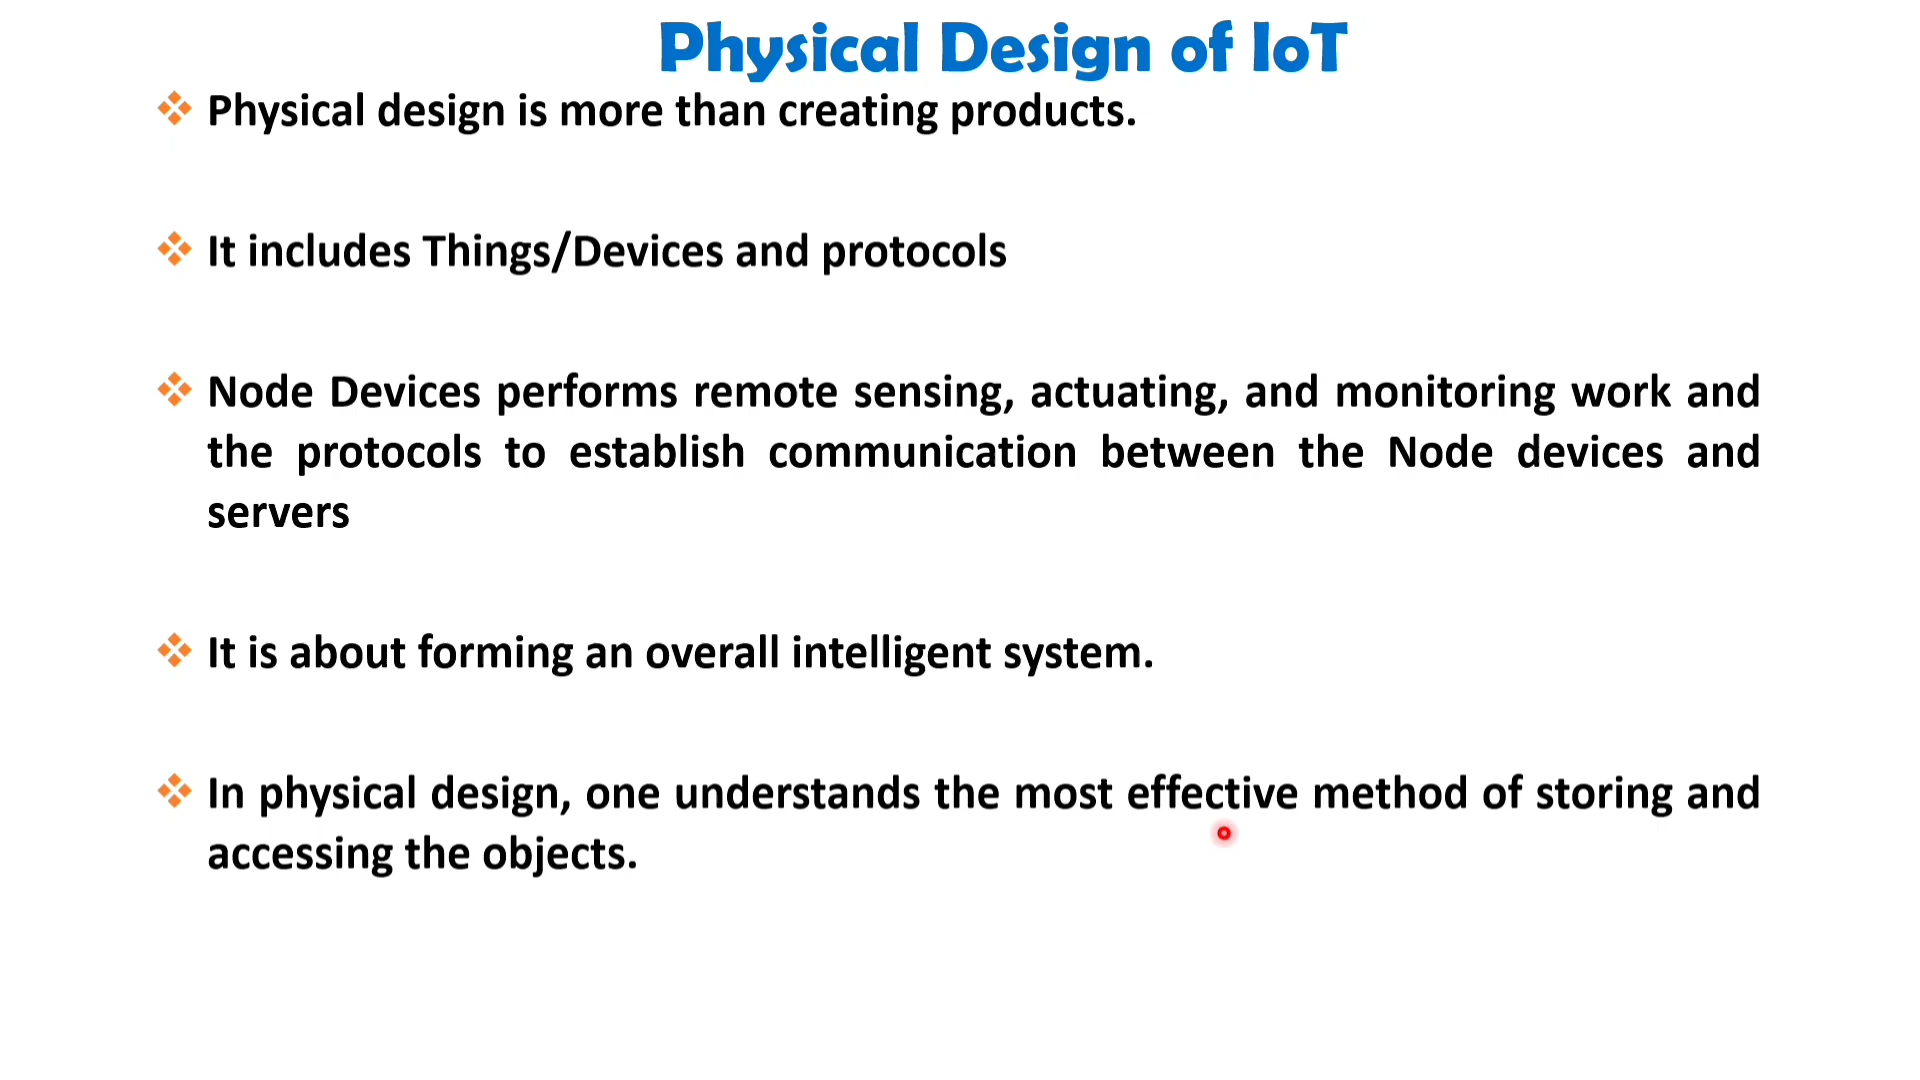 Physical Design of IoT
Physical design is more than creating products.
It includes Things/Devices and protocols
Node Devices performs remote sensing, actuating, and monitoring work and
the protocols to establish communication between the Node devices and
servers
It is about forming an overall intelligent system.
In physical design, one understands the most effective method of storing and
accessing the objects.